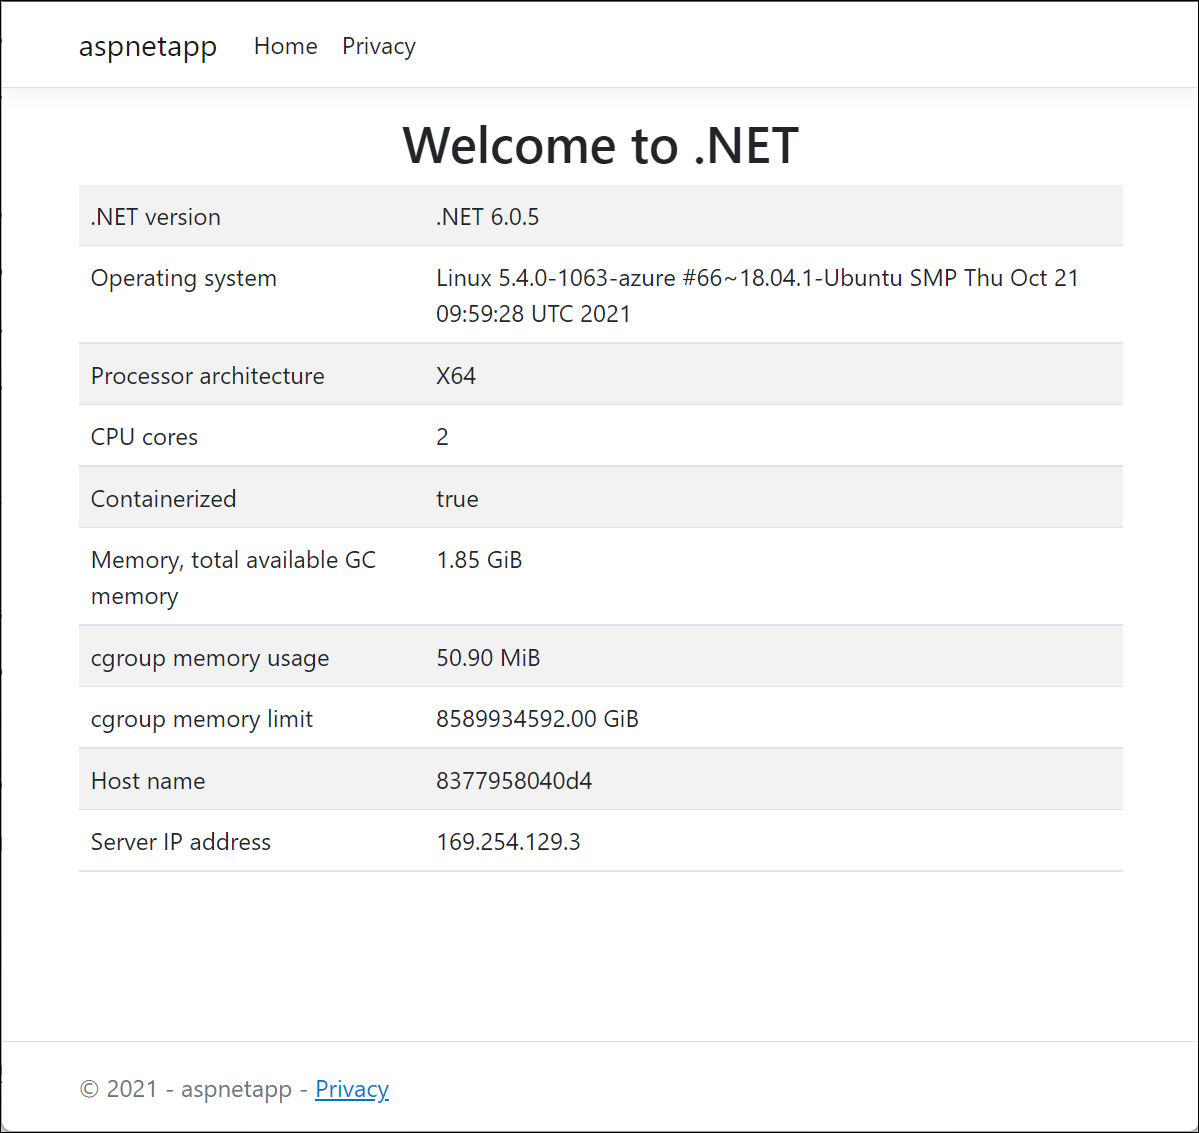 aspnetapp Home Privacy
Welcome to .NET
.NET version .NET 6.0.5
Operating system Linux 5.4.0-1063-azure #66~18.04.1-Ubuntu SMP Thu Oct 21
09:59:28 UTC 2021
Processor architecture X64
CPU cores 2
Containerized true
Memory, total available GC 1.85 GiB
memory
cgroup memory usage 50.90 MiB
cgroup memory limit 8589934592.00 GiB
Host name 8377958040d4
Server IP address 169.254.129.3
© 2021 - aspnetapp - Privacy